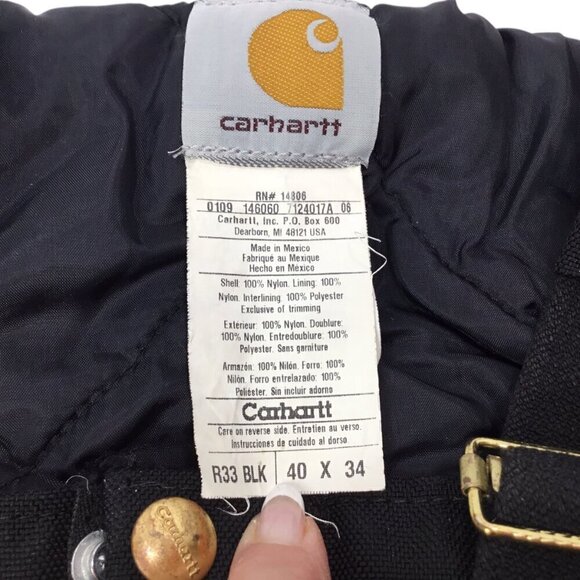 carhartt
RN# 14806
0109 146060 7124017A 06
Carhartt, Inc. P.O. Box 600
Dearborn, MI 48121 USA
Made in Mexico
Fabriqué au Mexique
Hecho en México
Shell: 100% Nylon. Lining: 100%
Nylon. Interlining: 100% Polyester
Exclusive of trimming
Exterieur: 100% Nylon. Doublure:
100% Nylon. Entredoublure: 100%
Polyester. Sans garniture
Armazón: 100% Nilón. Forro: 100%
Nilón. Forro entrelazado: 100%
Poliéster. Sin incluir adorno
Carhartt
Care on reverse side. Entretien au verso.
Instrucciones de cuidado al dorso
R33 BLK 40 X 34
Carhartt